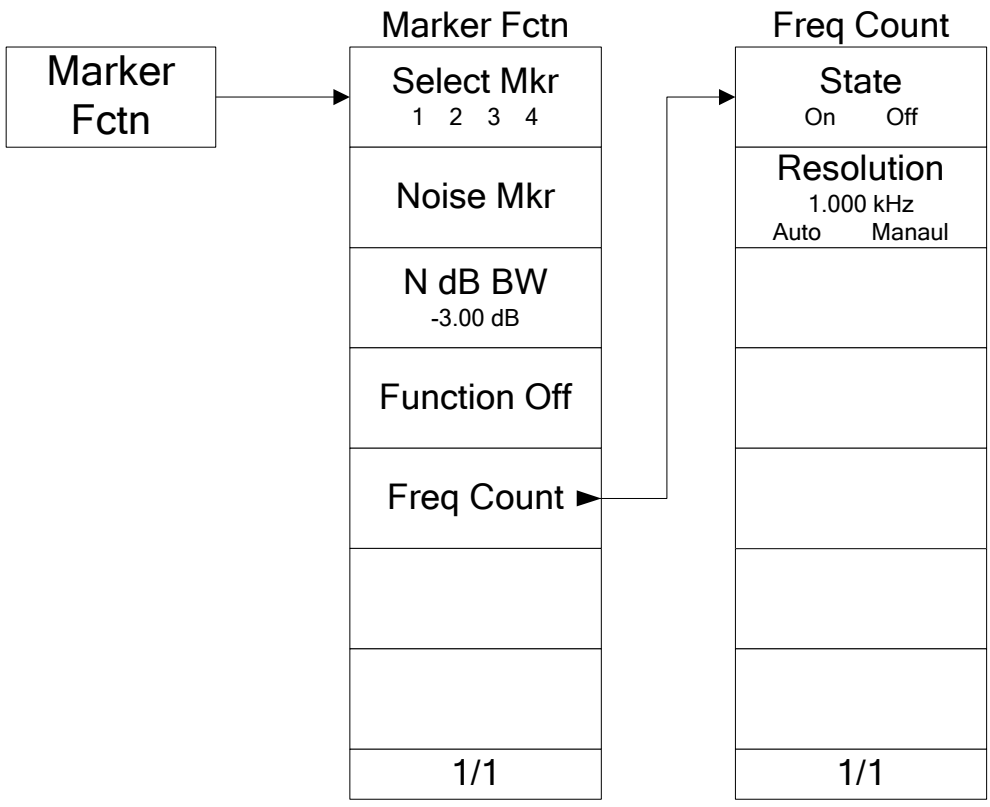 Marker
Fctn
Marker Fctn
Select Mkr
1 2 3 4
Noise Mkr
N dB BW
-3.00 dB
Function Off
Freq Count
1/1
Freq Count
State
On Off
Resolution
1.000 kHz
Auto Manaul
1/1